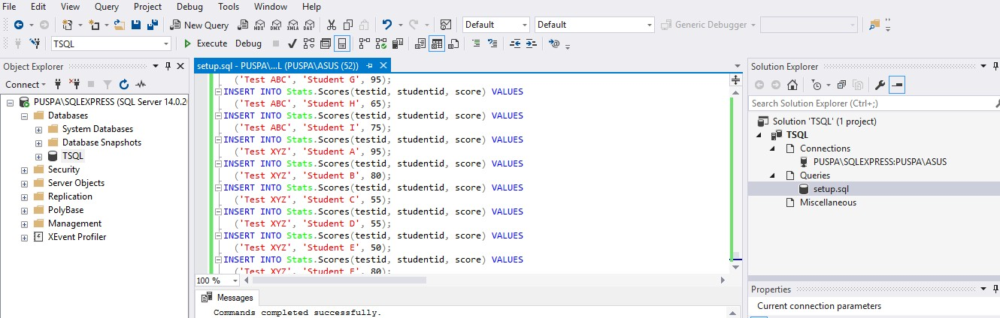 File Edit View Query Project Debug Tools Window Help
New Query MDX DMX XMLA DAX Default Default Generic Debugger
TSQL Execute Debug
Object Explorer
Connect
PUSPA\SQLEXPRESS (SQL Server 14.0.20
Databases
System Databases
Database Snapshots
TSQL
Security
Server Objects
Replication
PolyBase
Management
XEvent Profiler
setup.sql - PUSPA\...L (PUSPA\ASUS (52))
('Test ABC', 'Student G', 95);
INSERT INTO Stats.Scores(testid, studentid, score) VALUES
('Test ABC', 'Student H', 65);
INSERT INTO Stats.Scores(testid, studentid, score) VALUES
('Test ABC', 'Student I', 75);
INSERT INTO Stats.Scores(testid, studentid, score) VALUES
('Test XYZ', 'Student A', 95);
INSERT INTO Stats.Scores(testid, studentid, score) VALUES
('Test XYZ', 'Student B', 80);
INSERT INTO Stats.Scores(testid, studentid, score) VALUES
('Test XYZ', 'Student C', 55);
INSERT INTO Stats.Scores(testid, studentid, score) VALUES
('Test XYZ', 'Student D', 55);
INSERT INTO Stats.Scores(testid, studentid, score) VALUES
('Test XYZ', 'Student E', 50);
INSERT INTO Stats.Scores(testid, studentid, score) VALUES
('Test XYZ', 'Student F', 80);
100 %
Messages
Commands completed successfully.
Solution Explorer
Search Solution Explorer (Ctrl+;)
Solution 'TSQL' (1 project)
TSQL
Connections
PUSPA\SQLEXPRESS:PUSPA\ASUS
Queries
setup.sql
Miscellaneous
Properties
Current connection parameters